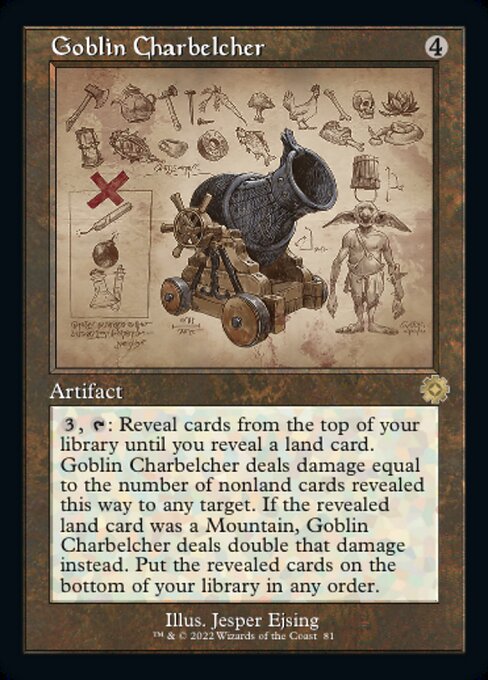 Goblin Charbelcher 4
Artifact
3, T: Reveal cards from the top of your
library until you reveal a land card.
Goblin Charbelcher deals damage equal
to the number of nonland cards revealed
this way to any target. If the revealed
land card was a Mountain, Goblin
Charbelcher deals double that damage
instead. Put the revealed cards on the
bottom of your library in any order.
Illus. Jesper Ejsing
™ & © 2022 Wizards of the Coast 81